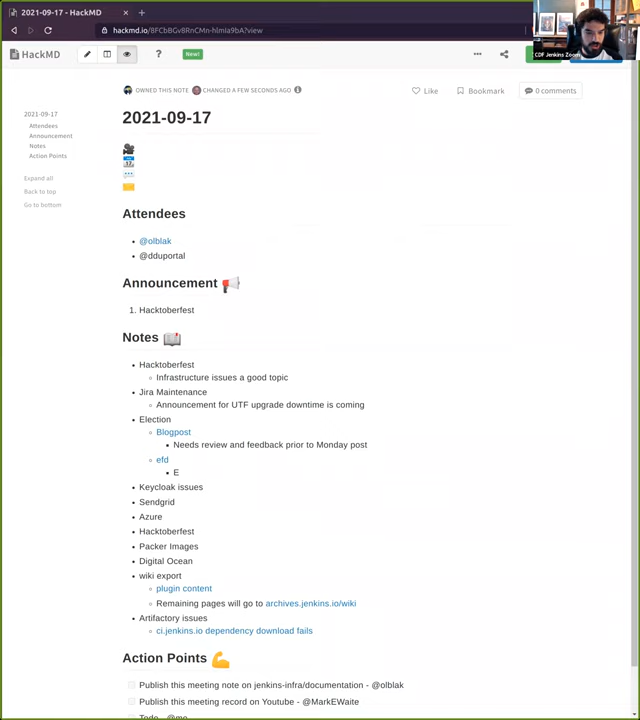 2021-09-17 - HackMD
hackmd.io/8FCbBGv8RnCMn-hlmIa9bA?view
HackMD
New!
CDF Jenkins Zoom
OWNED THIS NOTE
CHANGED A FEW SECONDS AGO
Like
Bookmark
0 comments
2021-09-17
Attendees
Announcement
Notes
Action Points
Expand all
Back to top
Go to bottom
2021-09-17
Attendees
@olblak
@dduportal
Announcement
1. Hacktoberfest
Notes
Hacktoberfest
Infrastructure issues a good topic
Jira Maintenance
Announcement for UTF upgrade downtime is coming
Election
Blogpost
Needs review and feedback prior to Monday post
efd
E
Keycloak issues
Sendgrid
Azure
Hacktoberfest
Packer Images
Digital Ocean
wiki export
plugin content
Remaining pages will go to archives.jenkins.io/wiki
Artifactory issues
ci.jenkins.io dependency download fails
Action Points
Publish this meeting note on jenkins-infra/documentation - @olblak
Publish this meeting record on Youtube - @MarkEWaite
Todo - @me